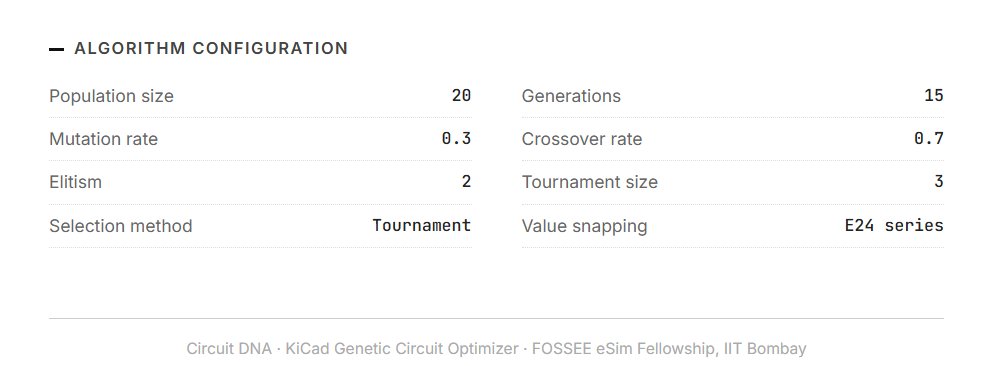 ALGORITHM CONFIGURATION
Population size 20 Generations 15
Mutation rate 0.3 Crossover rate 0.7
Elitism 2 Tournament size 3
Selection method Tournament Value snapping E24 series
Circuit DNA · KiCad Genetic Circuit Optimizer · FOSSEE eSim Fellowship, IIT Bombay